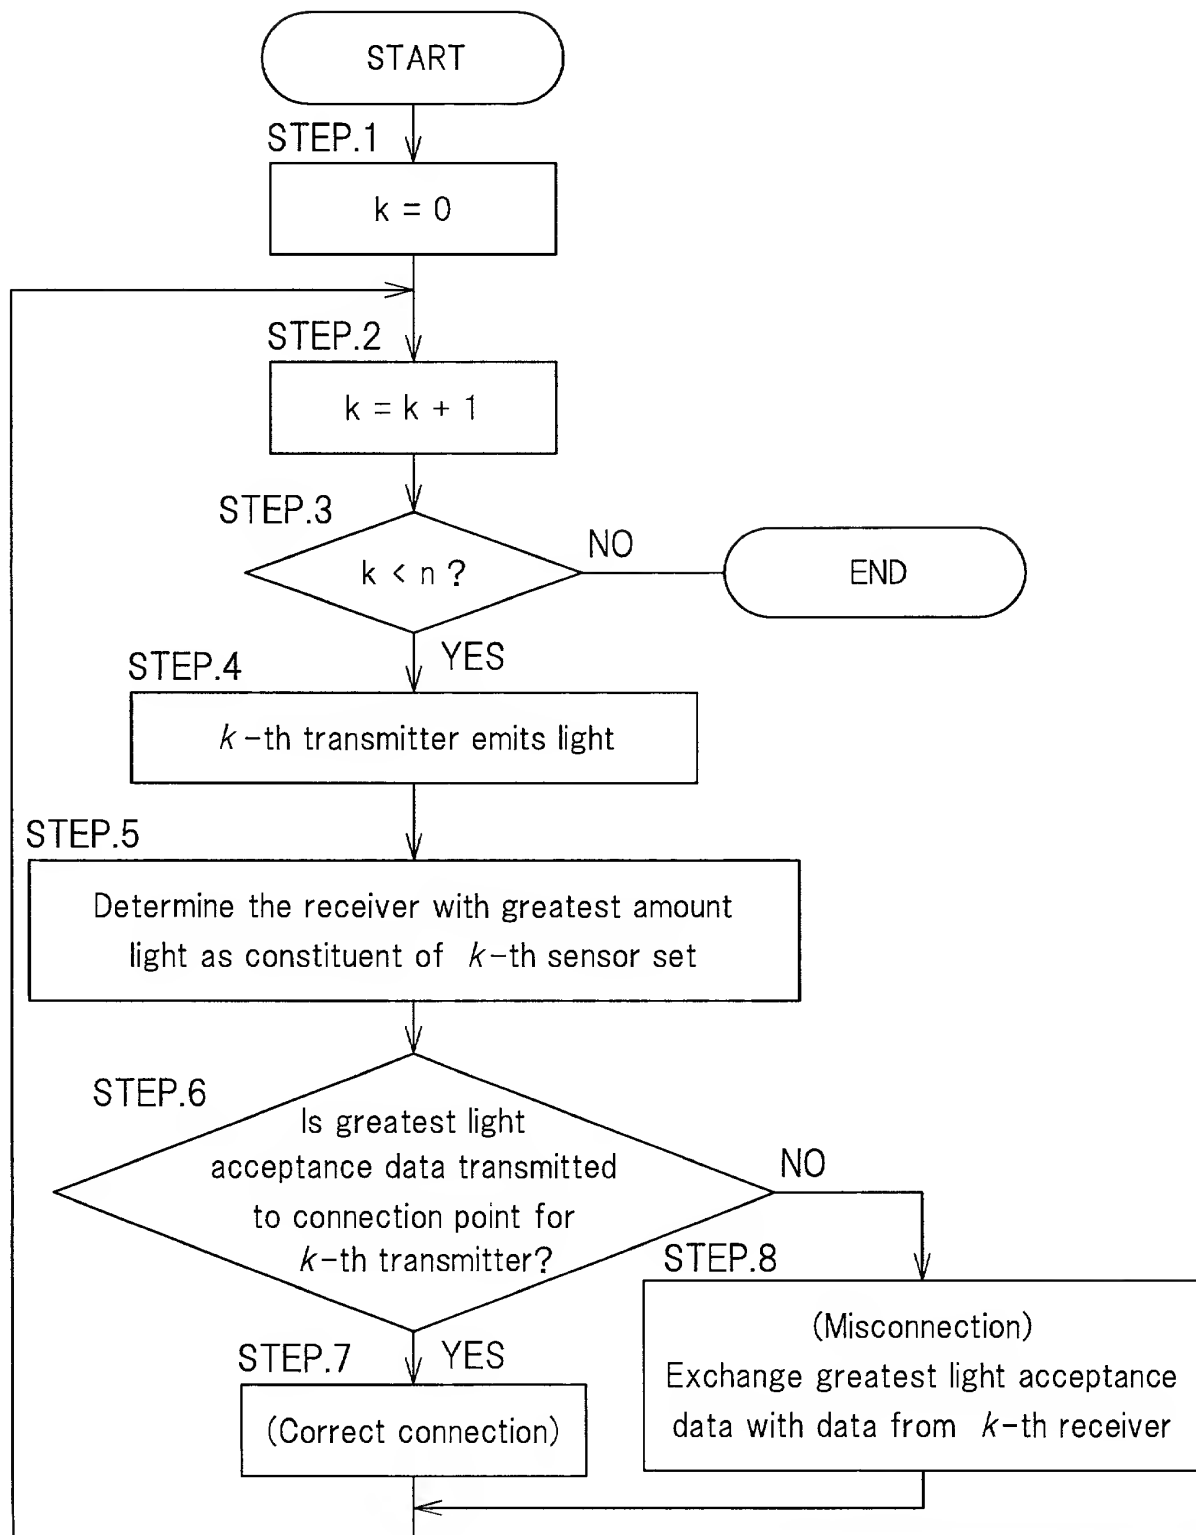 START
STEP.1
k = 0
STEP.2
k = k + 1
STEP.3
k < n ?
NO
END
YES
STEP.4
k-th transmitter emits light
STEP.5
Determine the receiver with greatest amount
light as constituent of k-th sensor set
STEP.6
Is greatest light
acceptance data transmitted
to connection point for
k-th transmitter?
NO
STEP.8
(Misconnection)
Exchange greatest light acceptance
data with data from k-th receiver
STEP.7
YES
(Correct connection)